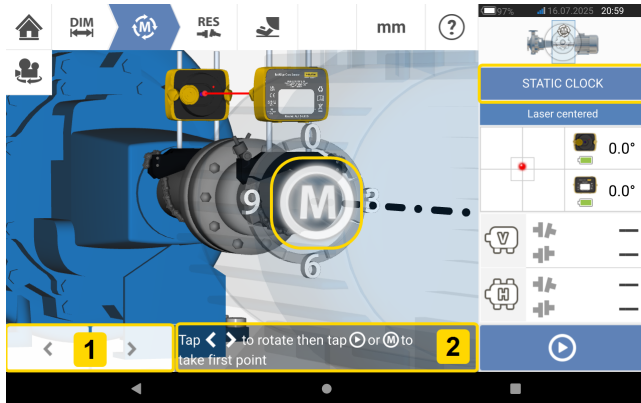 DIM
M
RES
mm
?
97% 16.07.2025 20:59
STATIC CLOCK
Laser centered
0.0°
0.0°
V
H
0
9
M
3
6
1
Tap < > to rotate then tap or M to
take first point
2